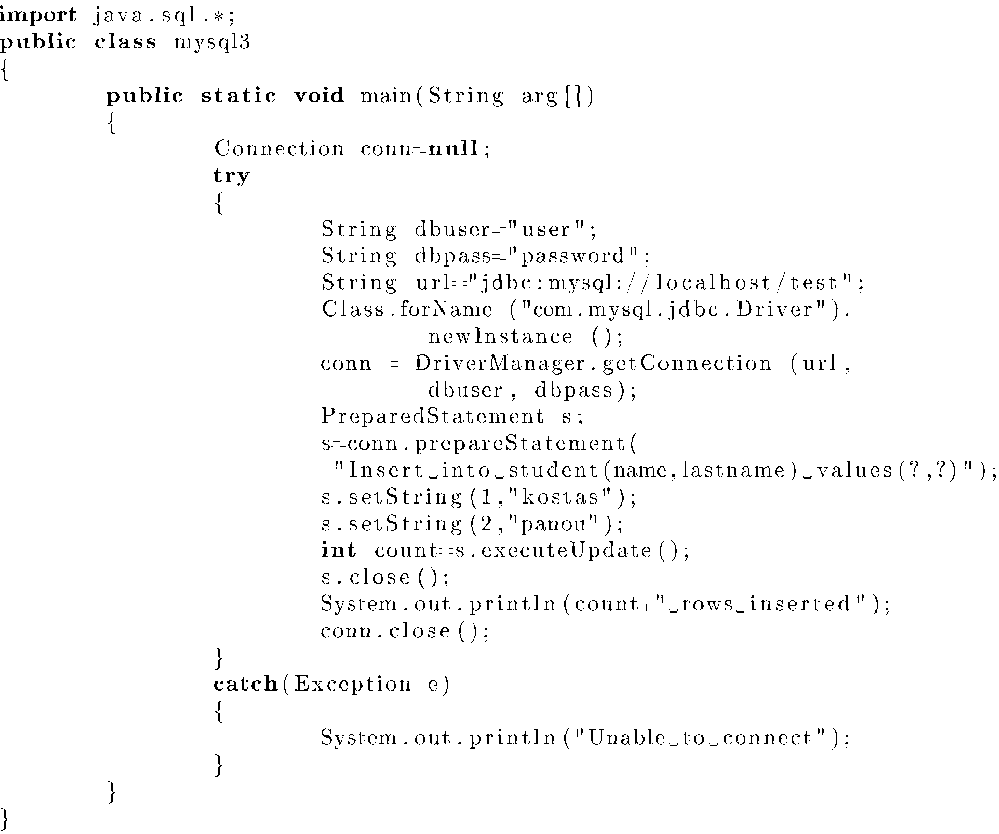 import java.sql.*;
public class mysql3
{
public static void main(String arg[])
{
Connection conn=null;
try
{
String dbuser="user";
String dbpass="password";
String url="jdbc:mysql://localhost/test";
Class.forName ("com.mysql.jdbc.Driver").
newInstance ();
conn = DriverManager.getConnection (url,
dbuser, dbpass);
PreparedStatement s;
s=conn.prepareStatement(
"Insert␣into␣student(name,lastname)␣values(?,?)");
s.setString(1,"kostas");
s.setString(2,"panou");
int count=s.executeUpdate();
s.close();
System.out.println(count+"␣rows␣inserted");
conn.close();
}
catch(Exception e)
{
System.out.println("Unable␣to␣connect");
}
}
}